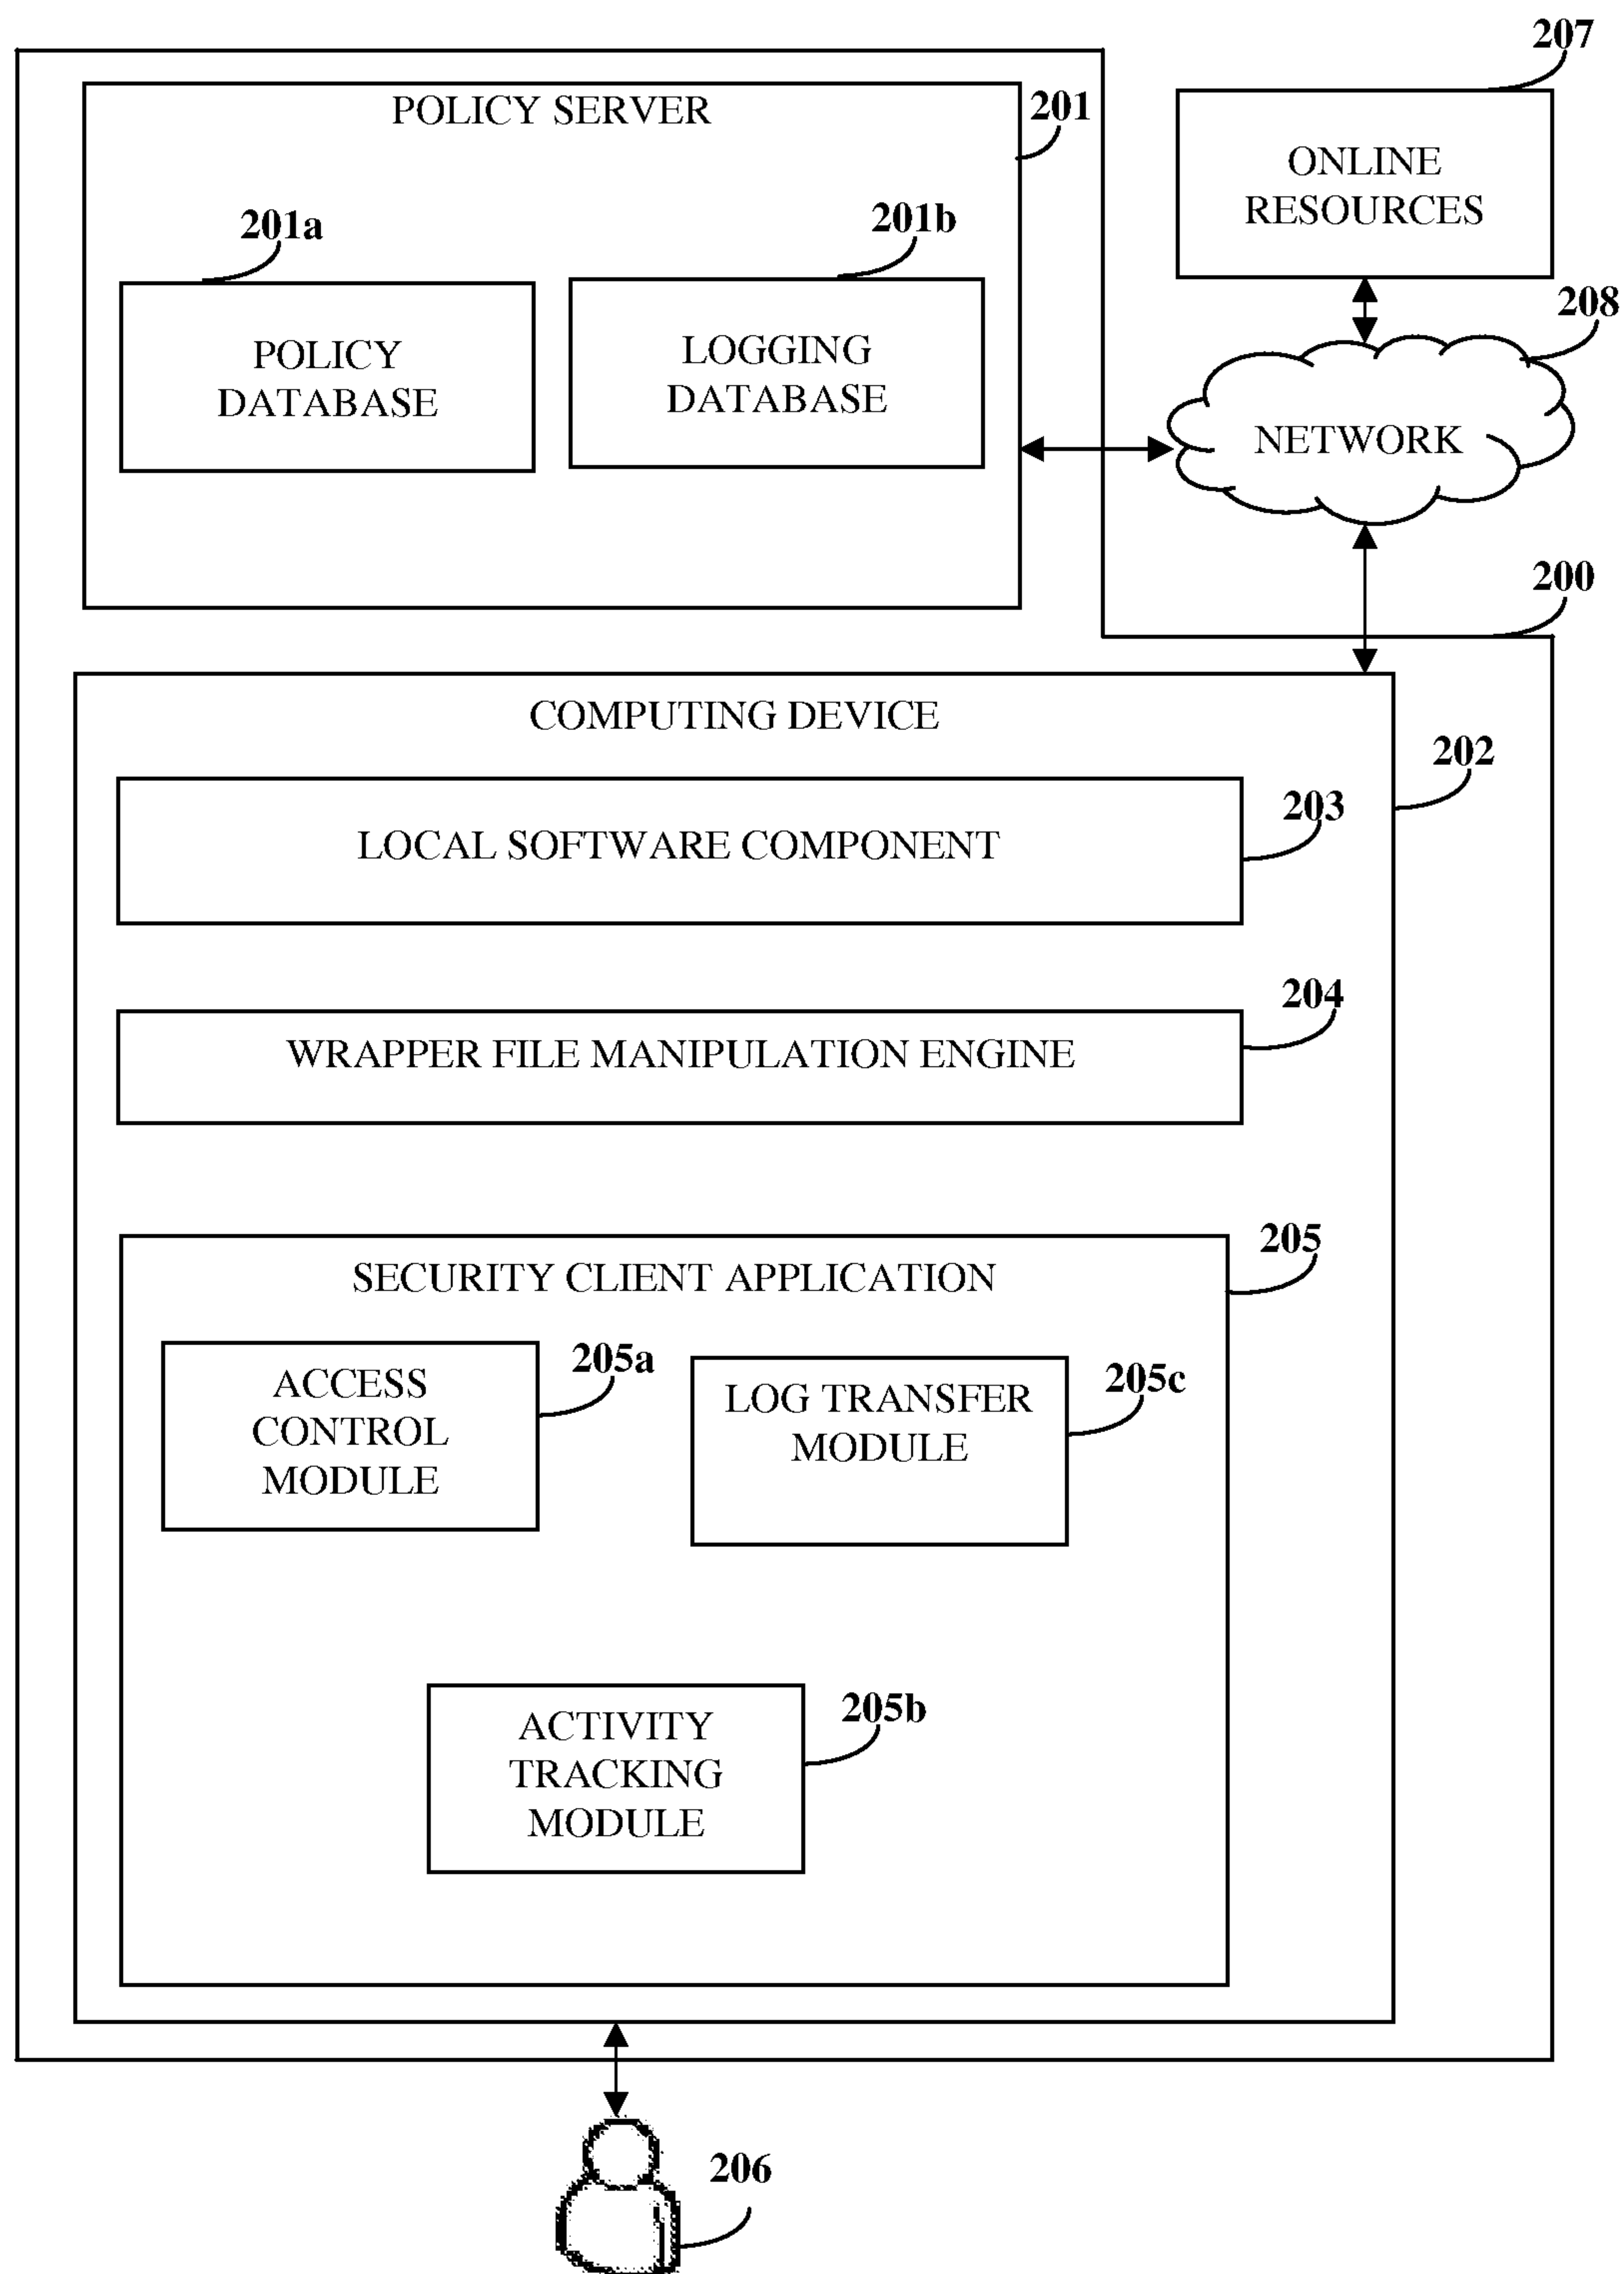 207
POLICY SERVER
201
ONLINE
RESOURCES
201a
201b
208
POLICY
DATABASE
LOGGING
DATABASE
NETWORK
200
COMPUTING DEVICE
202
203
LOCAL SOFTWARE COMPONENT
204
WRAPPER FILE MANIPULATION ENGINE
205
SECURITY CLIENT APPLICATION
ACCESS
CONTROL
MODULE
205a
LOG TRANSFER
MODULE
205c
ACTIVITY
TRACKING
MODULE
205b
206